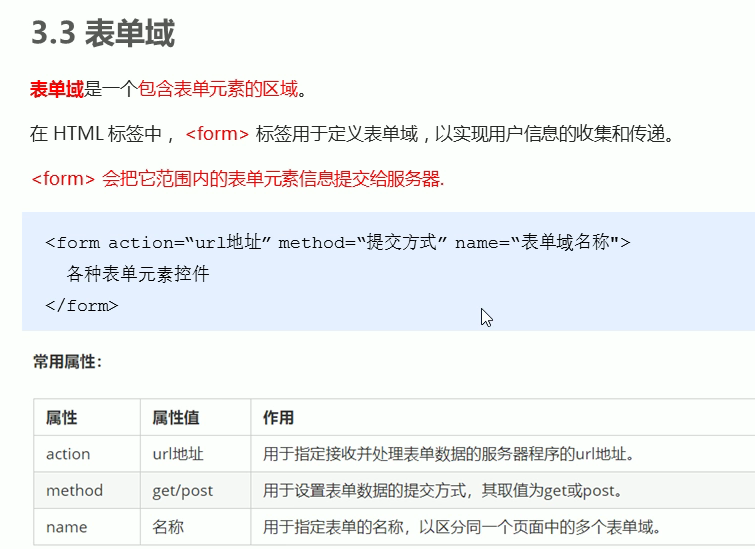 3.3 表单域
表单域是一个包含表单元素的区域。
在 HTML 标签中， <form> 标签用于定义表单域，以实现用户信息的收集和传递。
<form> 会把它范围内的表单元素信息提交给服务器.
<form action=“url地址” method=“提交方式” name=“表单域名称">
各种表单元素控件
</form>
常用属性：
属性 属性值 作用
action url地址 用于指定接收并处理表单数据的服务器程序的url地址。
method get/post 用于设置表单数据的提交方式，其取值为get或post。
name 名称 用于指定表单的名称，以区分同一个页面中的多个表单域。